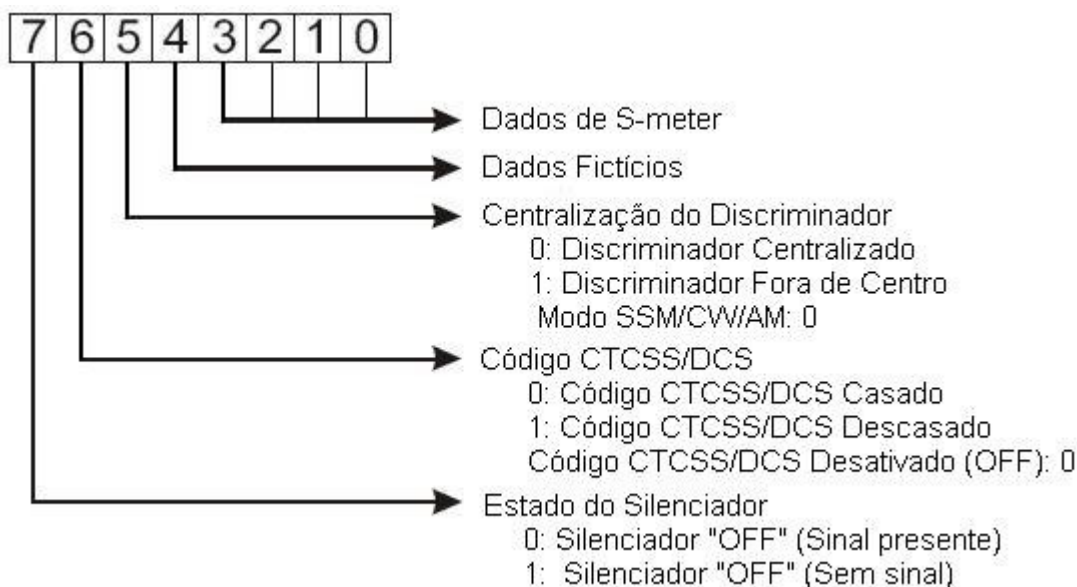 7 6 5 4 3 2 1 0
Dados de S-meter
Dados Fictícios
Centralização do Discriminador
0: Discriminador Centralizado
1: Discriminador Fora de Centro
Modo SSM/CW/AM: 0
Código CTCSS/DCS
0: Código CTCSS/DCS Casado
1: Código CTCSS/DCS Descasado
Código CTCSS/DCS Desativado (OFF): 0
Estado do Silenciador
0: Silenciador "OFF" (Sinal presente)
1: Silenciador "OFF" (Sem sinal)